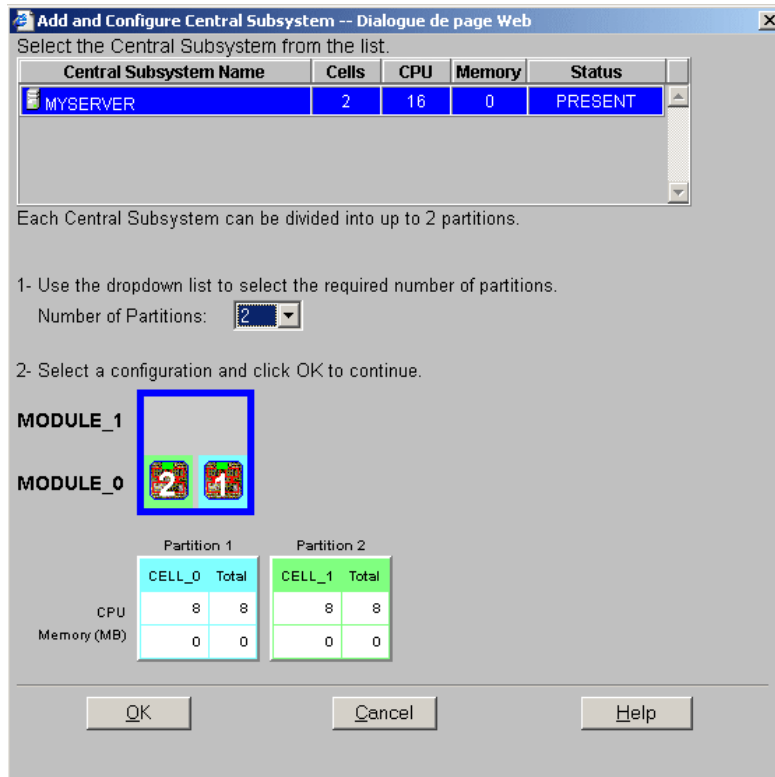 Add and Configure Central Subsystem -- Dialogue de page Web
Select the Central Subsystem from the list.
Central Subsystem Name Cells CPU Memory Status
MYSERVER 2 16 0 PRESENT
Each Central Subsystem can be divided into up to 2 partitions.
1- Use the dropdown list to select the required number of partitions.
Number of Partitions: 2
2- Select a configuration and click OK to continue.
MODULE_1
MODULE_0 2 1
Partition 1 Partition 2
CELL_0 Total CELL_1 Total
CPU 8 8 8 8
Memory (MB) 0 0 0 0
OK Cancel Help